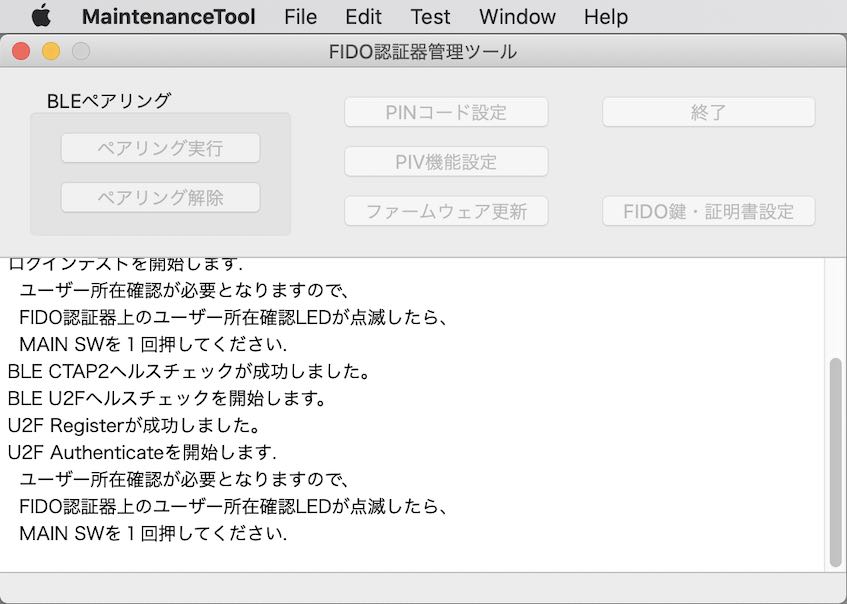 MaintenanceTool File Edit Test Window Help
FIDO認証器管理ツール
BLEペアリング
ペアリング実行
ペアリング解除
PINコード設定
PIV機能設定
ファームウェア更新
終了
FIDO鍵・証明書設定
ログインテストを開始します.
ユーザー所在確認が必要となりますので、
FIDO認証器上のユーザー所在確認LEDが点滅したら、
MAIN SWを１回押してください.
BLE CTAP2ヘルスチェックが成功しました。
BLE U2Fヘルスチェックを開始します。
U2F Registerが成功しました。
U2F Authenticateを開始します.
ユーザー所在確認が必要となりますので、
FIDO認証器上のユーザー所在確認LEDが点滅したら、
MAIN SWを１回押してください.